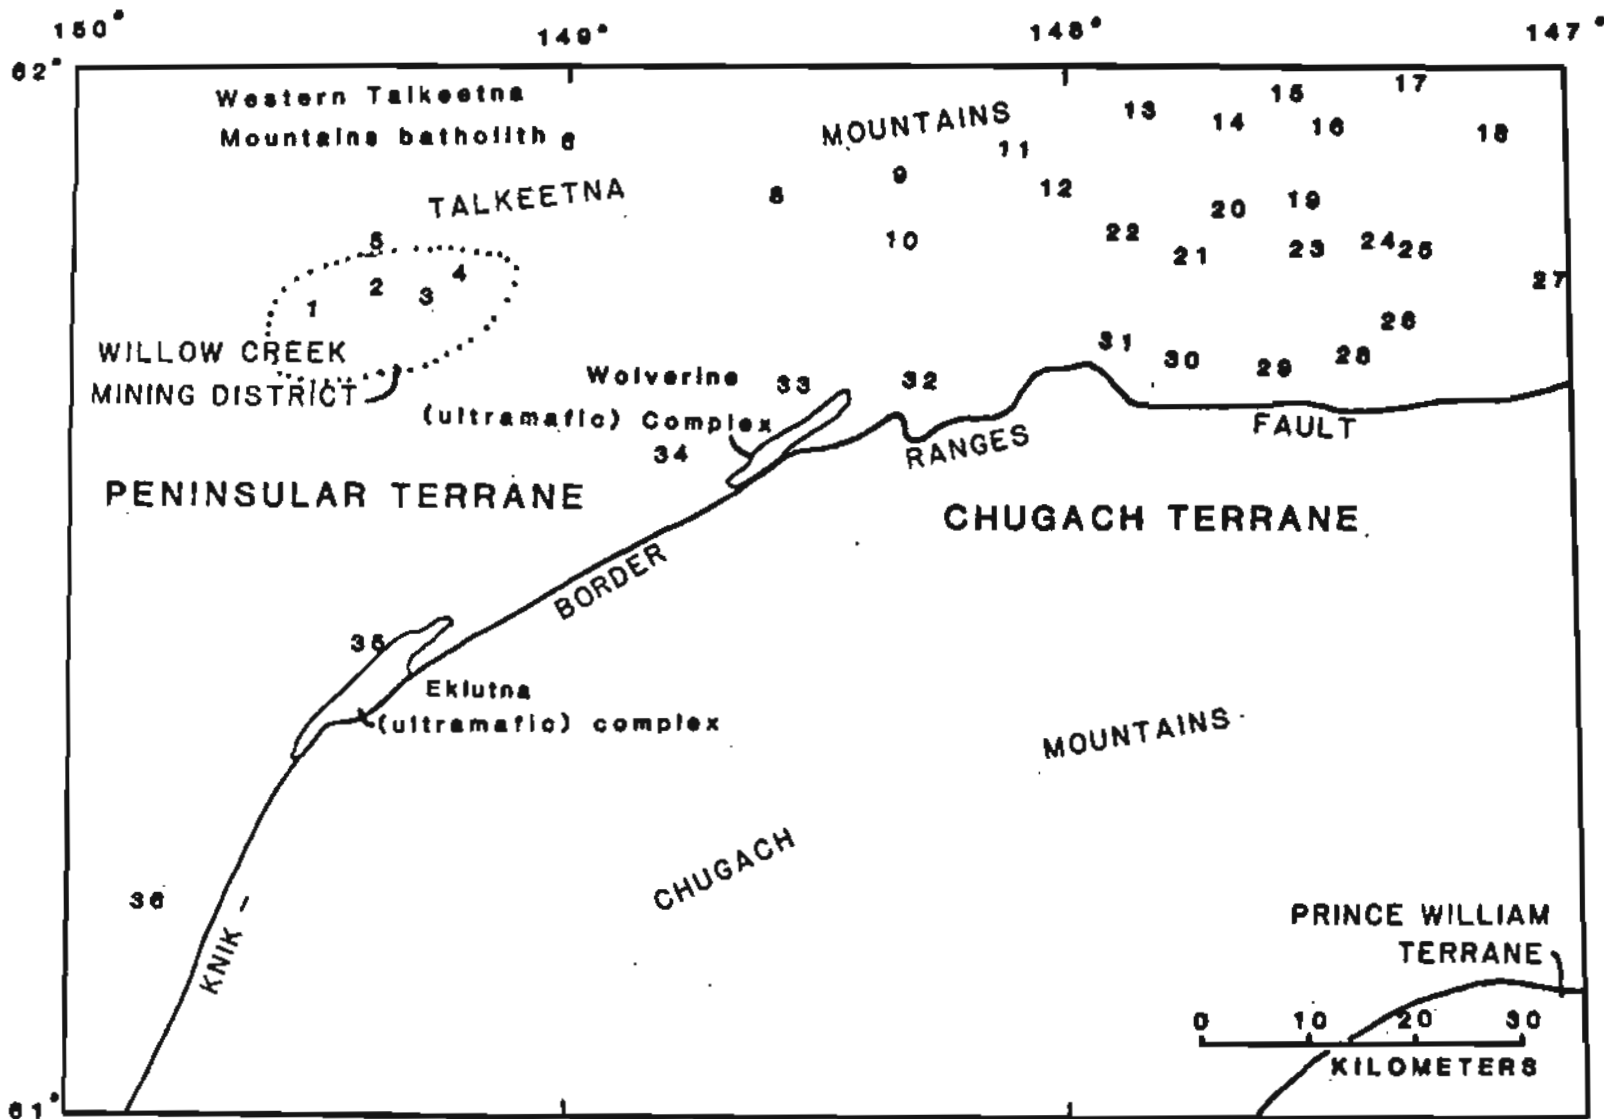 150°
149°
148°
147°
62°
Western Talkeetna
Mountains batholith 6
MOUNTAINS
TALKEETNA
13
15
17
14
16
18
11
9
12
8
10
20
19
22
21
23
24
25
27
5
4
2
3
1
26
31
30
29
28
WILLOW CREEK
MINING DISTRICT
Wolverine
(ultramafic) Complex
33
32
34
RANGES
FAULT
PENINSULAR TERRANE
CHUGACH TERRANE
BORDER
35
Eklutna
(ultramafic) complex
MOUNTAINS
CHUGACH
36
KNIK -
PRINCE WILLIAM
TERRANE
0 10 20 30
KILOMETERS
61°